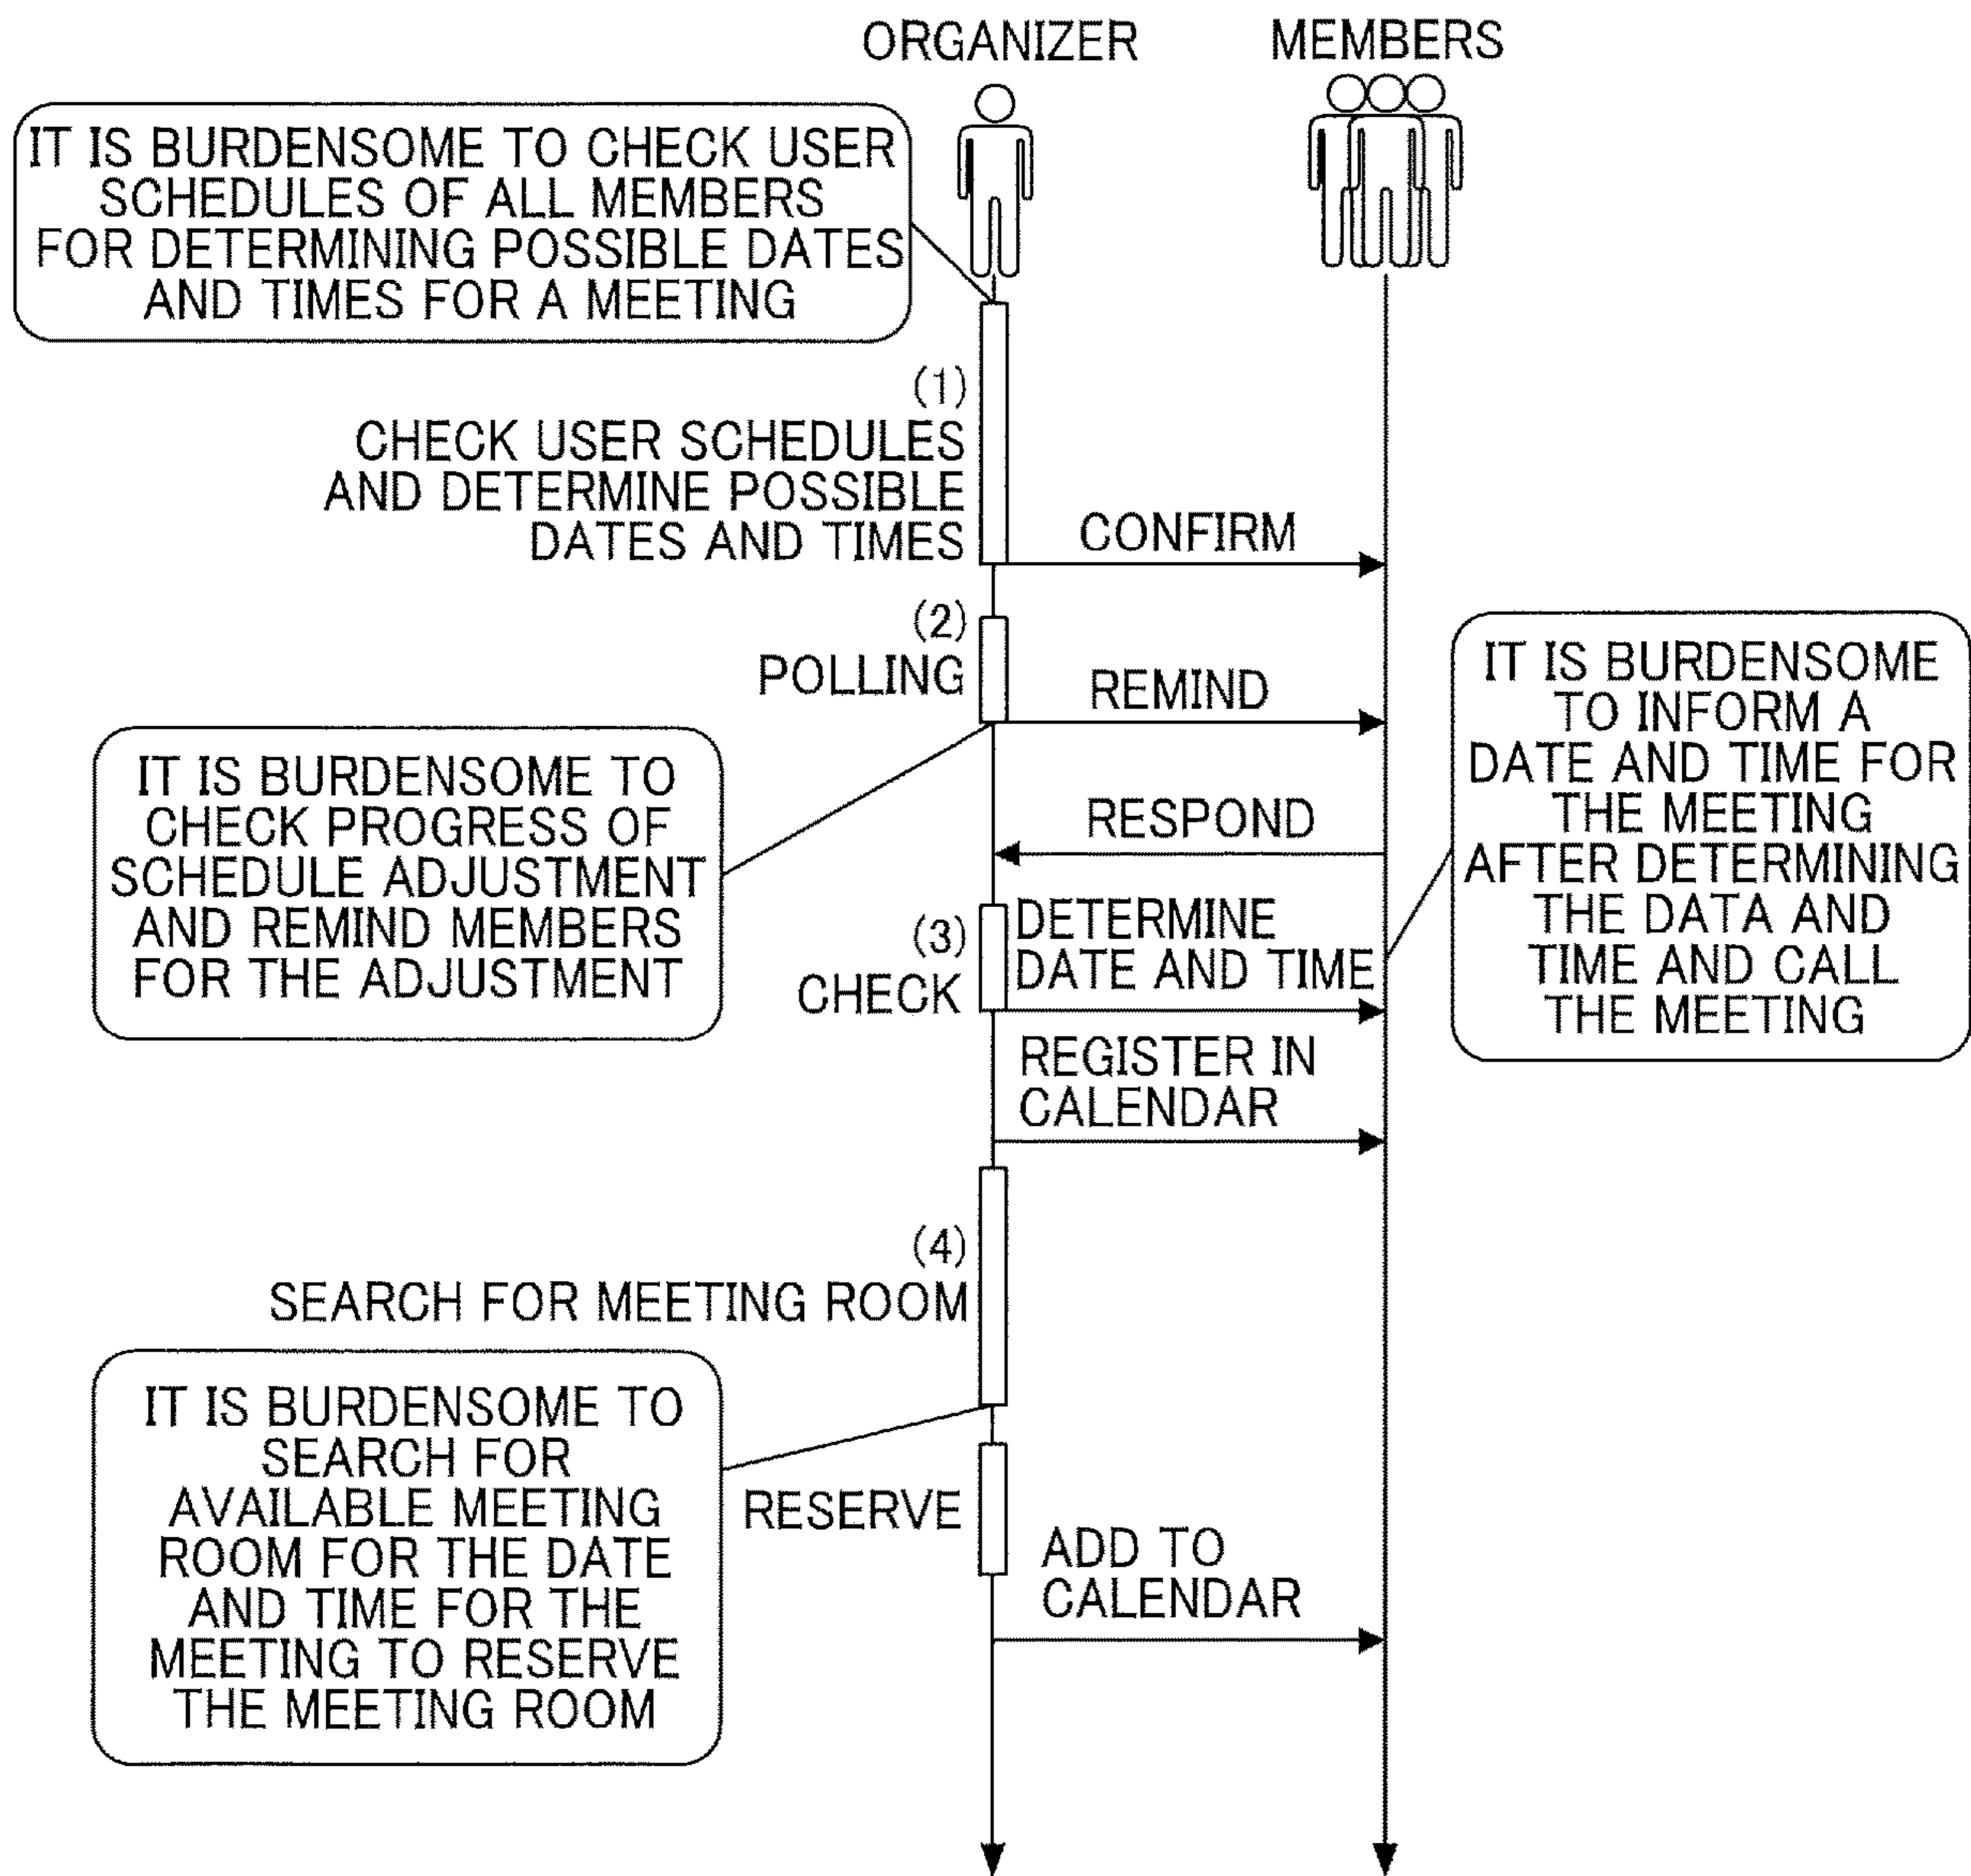 ORGANIZER
MEMBERS
IT IS BURDENSOME TO CHECK USER
SCHEDULES OF ALL MEMBERS
FOR DETERMINING POSSIBLE DATES
AND TIMES FOR A MEETING
(1)
CHECK USER SCHEDULES
AND DETERMINE POSSIBLE
DATES AND TIMES
CONFIRM
(2)
POLLING
REMIND
IT IS BURDENSOME TO
CHECK PROGRESS OF
SCHEDULE ADJUSTMENT
AND REMIND MEMBERS
FOR THE ADJUSTMENT
RESPOND
IT IS BURDENSOME
TO INFORM A
DATE AND TIME FOR
THE MEETING
AFTER DETERMINING
THE DATA AND
TIME AND CALL
THE MEETING
(3)
CHECK
DETERMINE
DATE AND TIME
REGISTER IN
CALENDAR
(4)
SEARCH FOR MEETING ROOM
IT IS BURDENSOME TO
SEARCH FOR
AVAILABLE MEETING
ROOM FOR THE DATE
AND TIME FOR THE
MEETING TO RESERVE
THE MEETING ROOM
RESERVE
ADD TO
CALENDAR